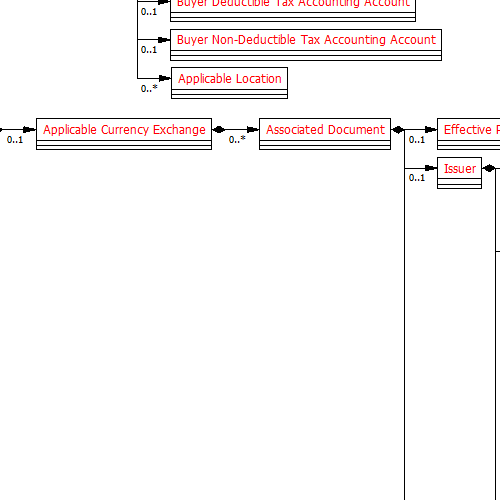 Buyer Deductible Tax Accounting Account
0..1
Buyer Non-Deductible Tax Accounting Account
0..1
Applicable Location
0..*
Applicable Currency Exchange
Associated Document
Effective
0..1
0..*
0..1
Issuer
0..1